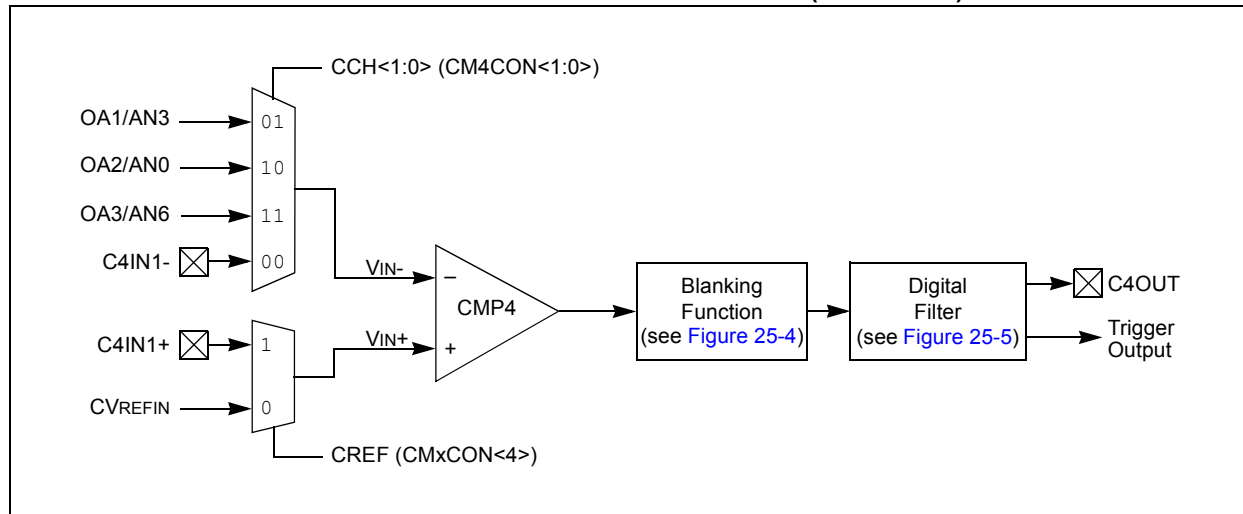 CCH<1:0> (CM4CON<1:0>)
OA1/AN3
01
OA2/AN0
10
OA3/AN6
11
C4IN1-
00
VIN-
–
CMP4
Blanking
Function
(see Figure 25-4)
Digital
Filter
(see Figure 25-5)
C4OUT
Trigger
Output
C4IN1+
1
VIN+
+
CVREFIN
0
CREF (CMxCON<4>)